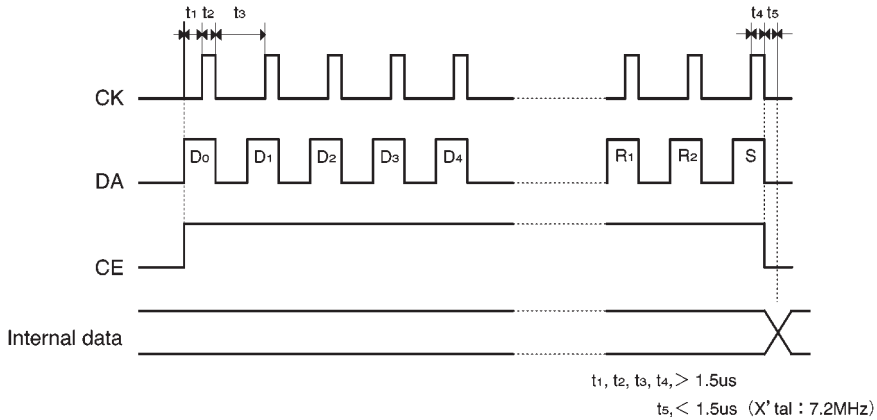 t1 t2 t3 t4 t5
CK
DA D0 D1 D2 D3 D4 R1 R2 S
CE
Internal data
t1, t2, t3, t4, > 1.5us
t5, < 1.5us (X'tal : 7.2MHz)